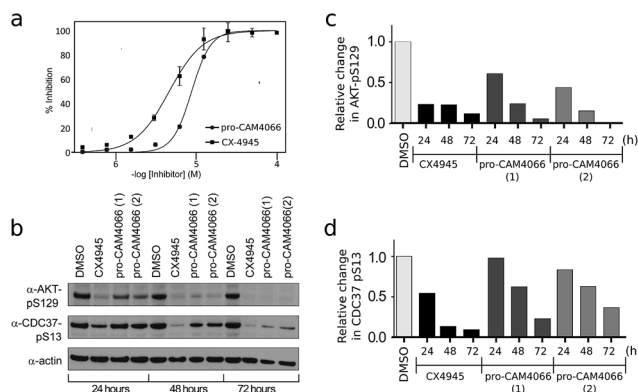 a
100
80
60
40
20
0
% Inhibition
pro-CAM4066
CX-4945
6
5
4
-log [Inhibitor] (M)
b
DMSO
CX4945
pro-CAM4066 (1)
pro-CAM4066 (2)
DMSO
CX4945
pro-CAM4066 (1)
pro-CAM4066 (2)
DMSO
CX4945
pro-CAM4066(1)
pro-CAM4066(2)
α-AKT-
pS129
α-CDC37-
pS13
α-actin
24 hours
48 hours
72 hours
c
Relative change
in AKT-pS129
1.0
0.5
0.0
DMSO
24 48 72 24 48 72 24 48 72 (h)
CX4945
pro-CAM4066
(1)
pro-CAM4066
(2)
d
Relative change
in CDC37 pS13
1.0
0.5
0.0
DMSO
24 48 72 24 48 72 24 48 72 (h)
CX4945
pro-CAM4066
(1)
pro-CAM4066
(2)